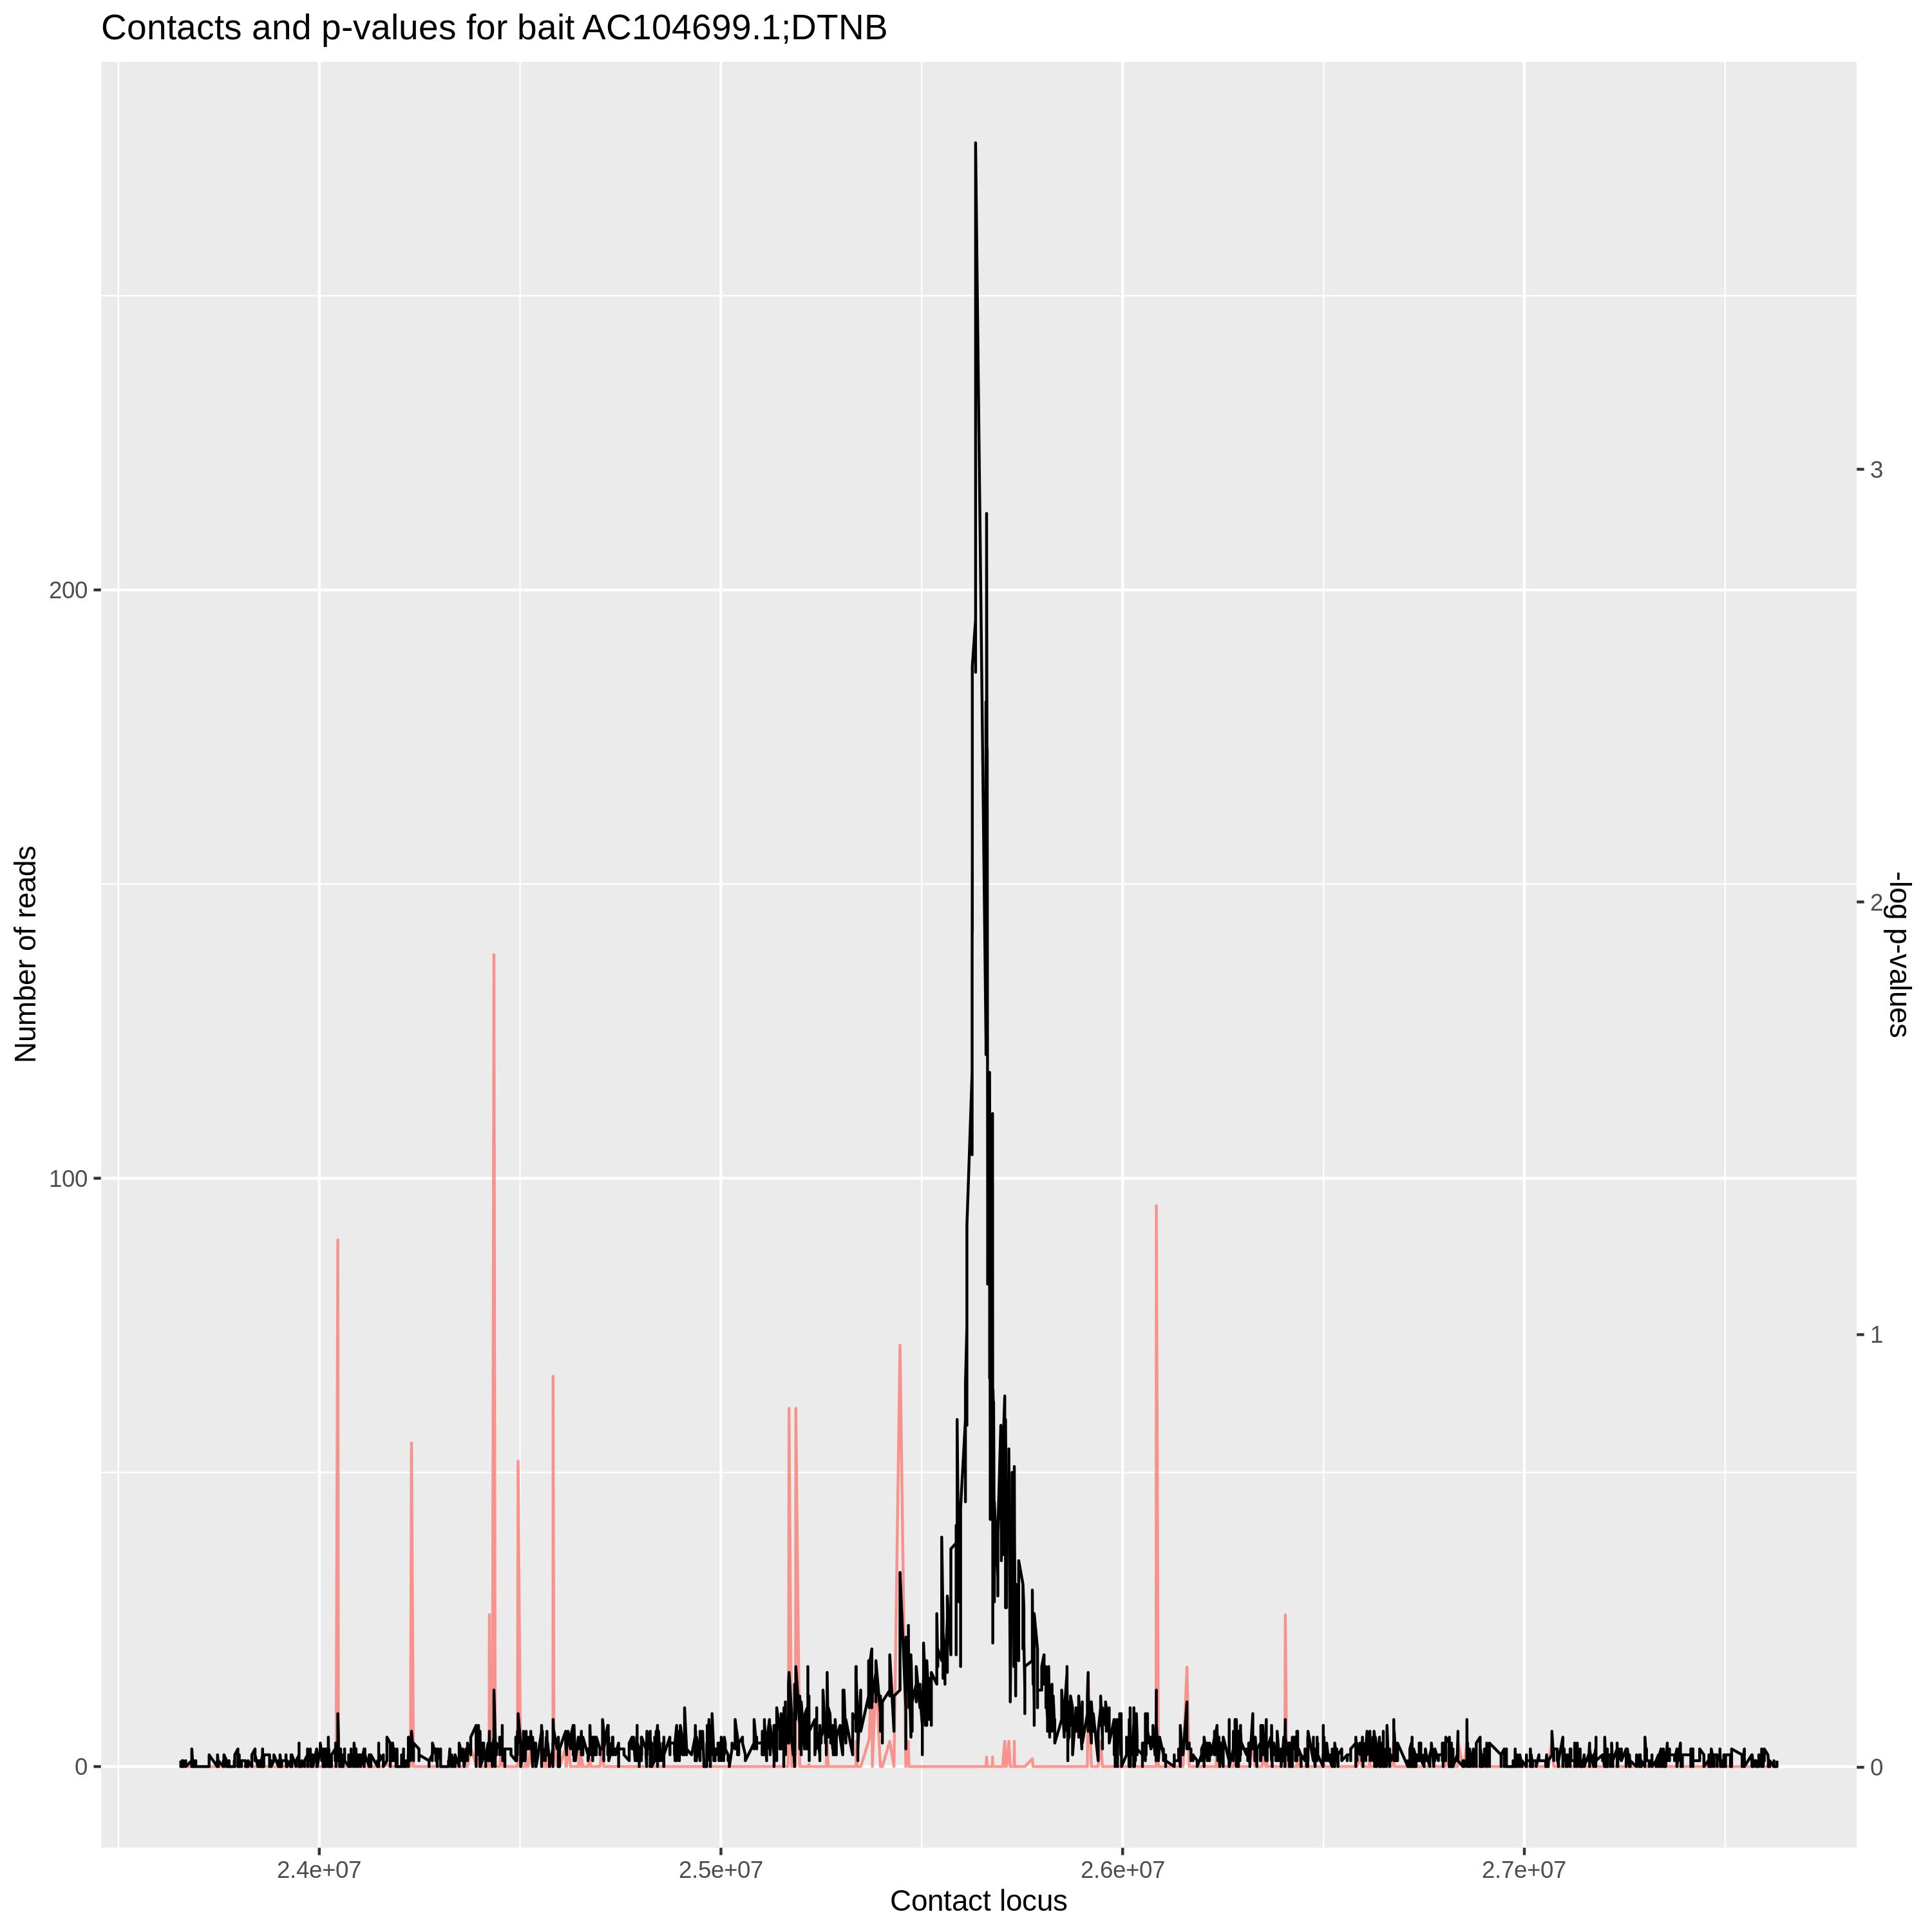 Contacts and p-values for bait AC104699.1;DTNB
Number of reads
200
100
0
3
2
1
0
-log p-values
2.4e+07
2.5e+07
2.6e+07
2.7e+07
Contact locus